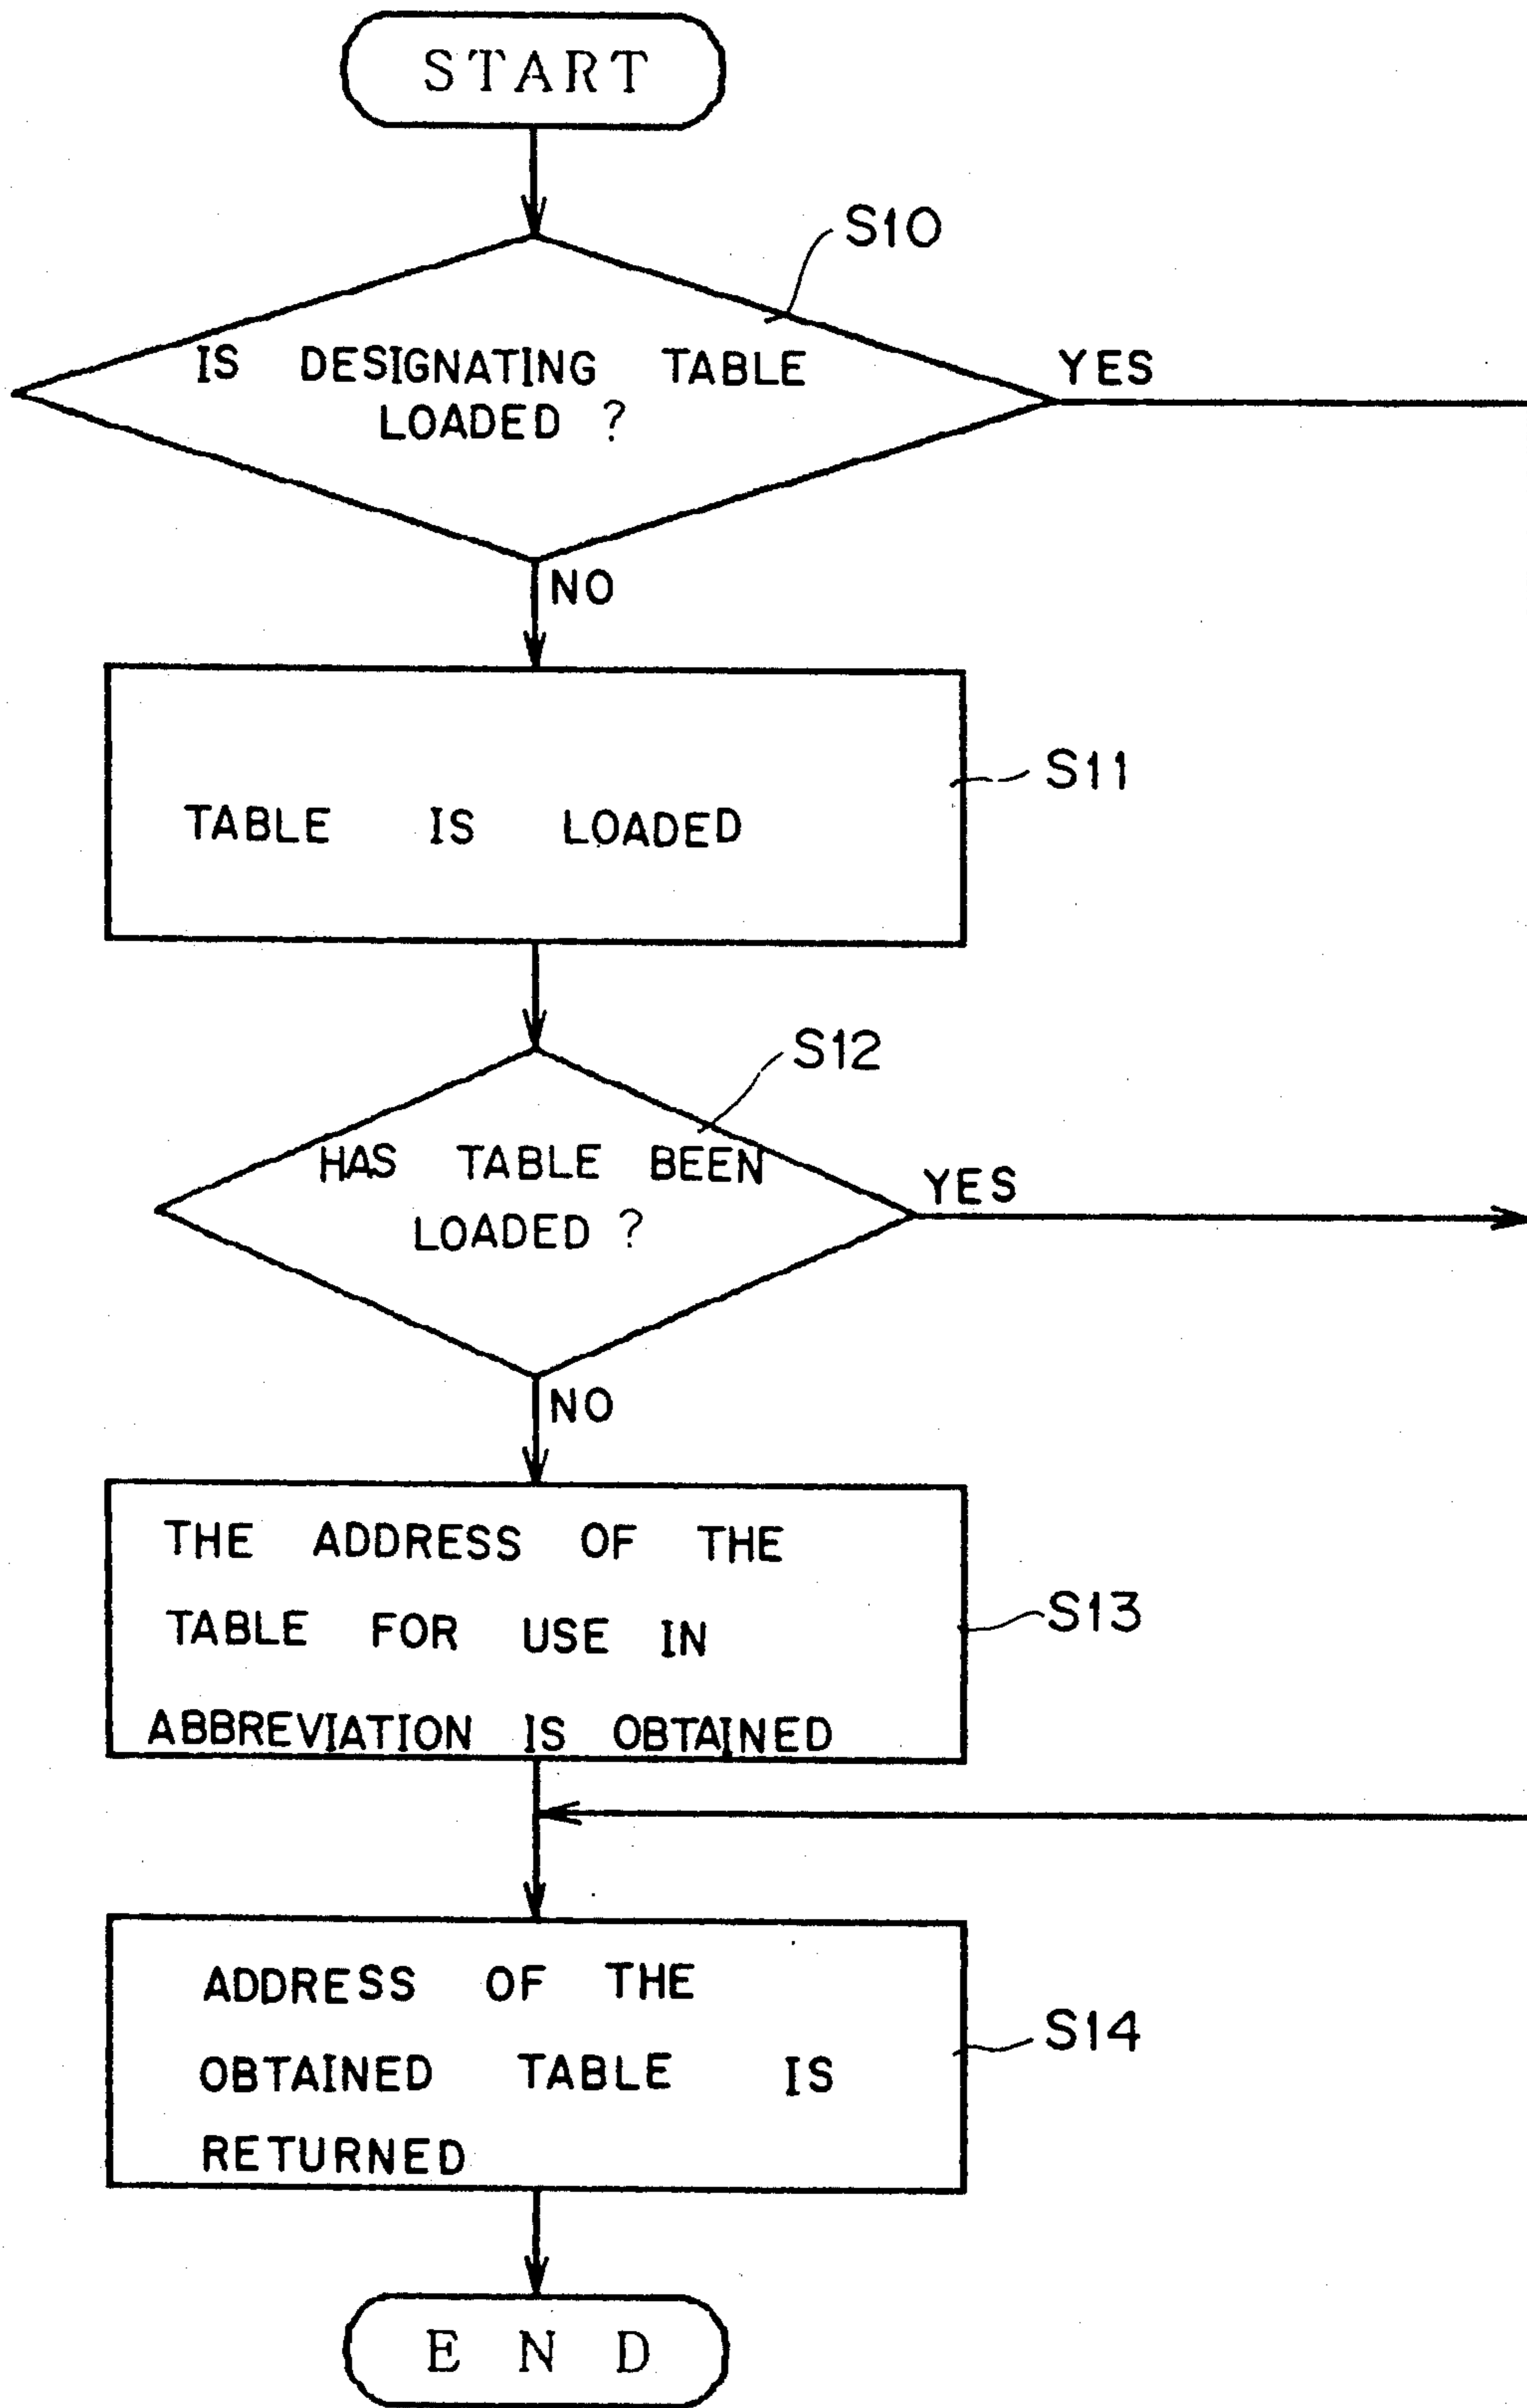 START
S10
IS DESIGNATING TABLE
LOADED ?
YES
NO
TABLE IS LOADED
S11
S12
HAS TABLE BEEN
LOADED ?
YES
NO
THE ADDRESS OF THE
TABLE FOR USE IN
ABBREVIATION IS OBTAINED
S13
ADDRESS OF THE
OBTAINED TABLE IS
RETURNED
S14
END